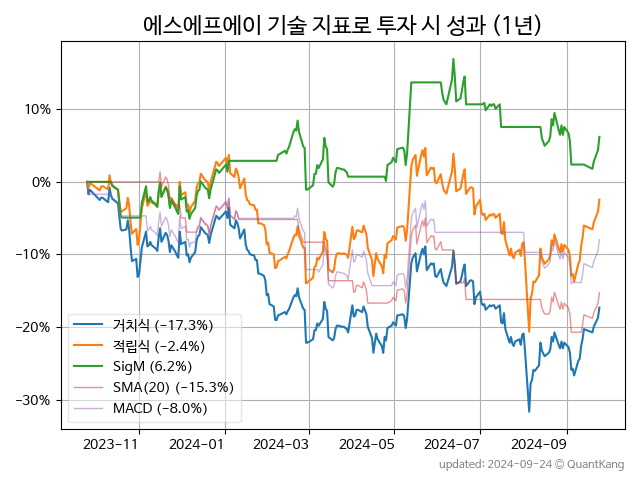 에스에프에이 기술 지표로 투자 시 성과 (1년)
10%
0%
−10%
−20%
−30%
거치식 (−17.3%)
적립식 (−2.4%)
SigM (6.2%)
SMA(20) (−15.3%)
MACD (−8.0%)
2023−11
2024−01
2024−03
2024−05
2024−07
2024−09
updated: 2024−09−24 © QuantKang